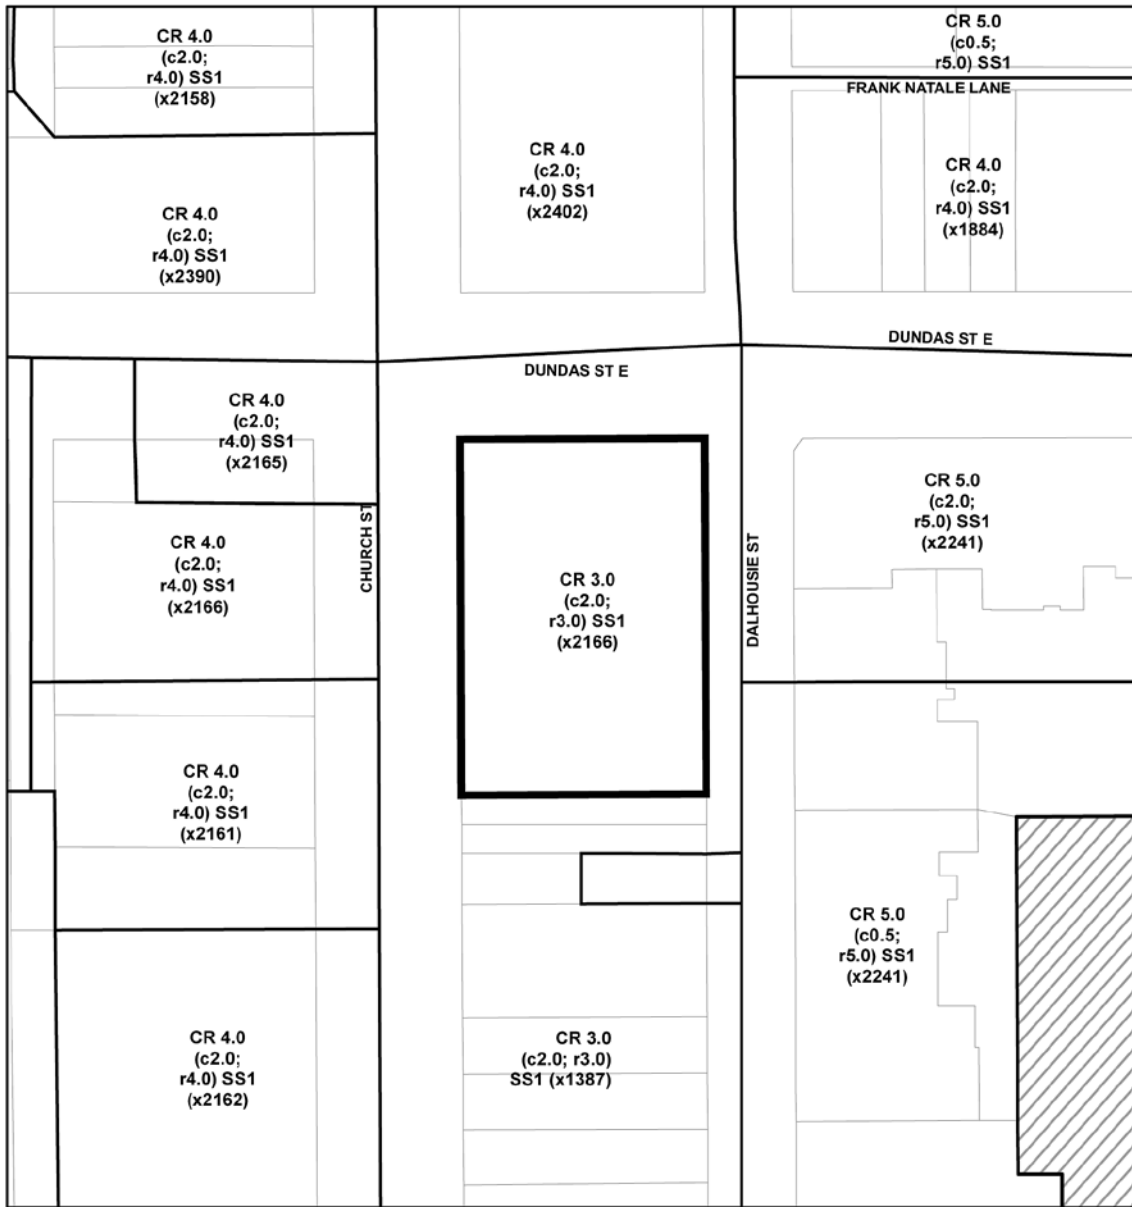 CR 4.0
(c2.0;
r4.0) SS1
(x2158)
CR 5.0
(c0.5;
r5.0) SS1
FRANK NATALE LANE
CR 4.0
(c2.0;
r4.0) SS1
(x2402)
CR 4.0
(c2.0;
r4.0) SS1
(x1884)
CR 4.0
(c2.0;
r4.0) SS1
(x2390)
DUNDAS ST E
DUNDAS ST E
CR 4.0
(c2.0;
r4.0) SS1
(x2165)
CR 5.0
(c2.0;
r5.0) SS1
(x2241)
CHURCH ST
CR 4.0
(c2.0;
r4.0) SS1
(x2166)
CR 3.0
(c2.0;
r3.0) SS1
(x2166)
DALHOUSIE ST
CR 4.0
(c2.0;
r4.0) SS1
(x2161)
CR 5.0
(c0.5;
r5.0) SS1
(x2241)
CR 4.0
(c2.0;
r4.0) SS1
(x2162)
CR 3.0
(c2.0; r3.0)
SS1 (x1387)